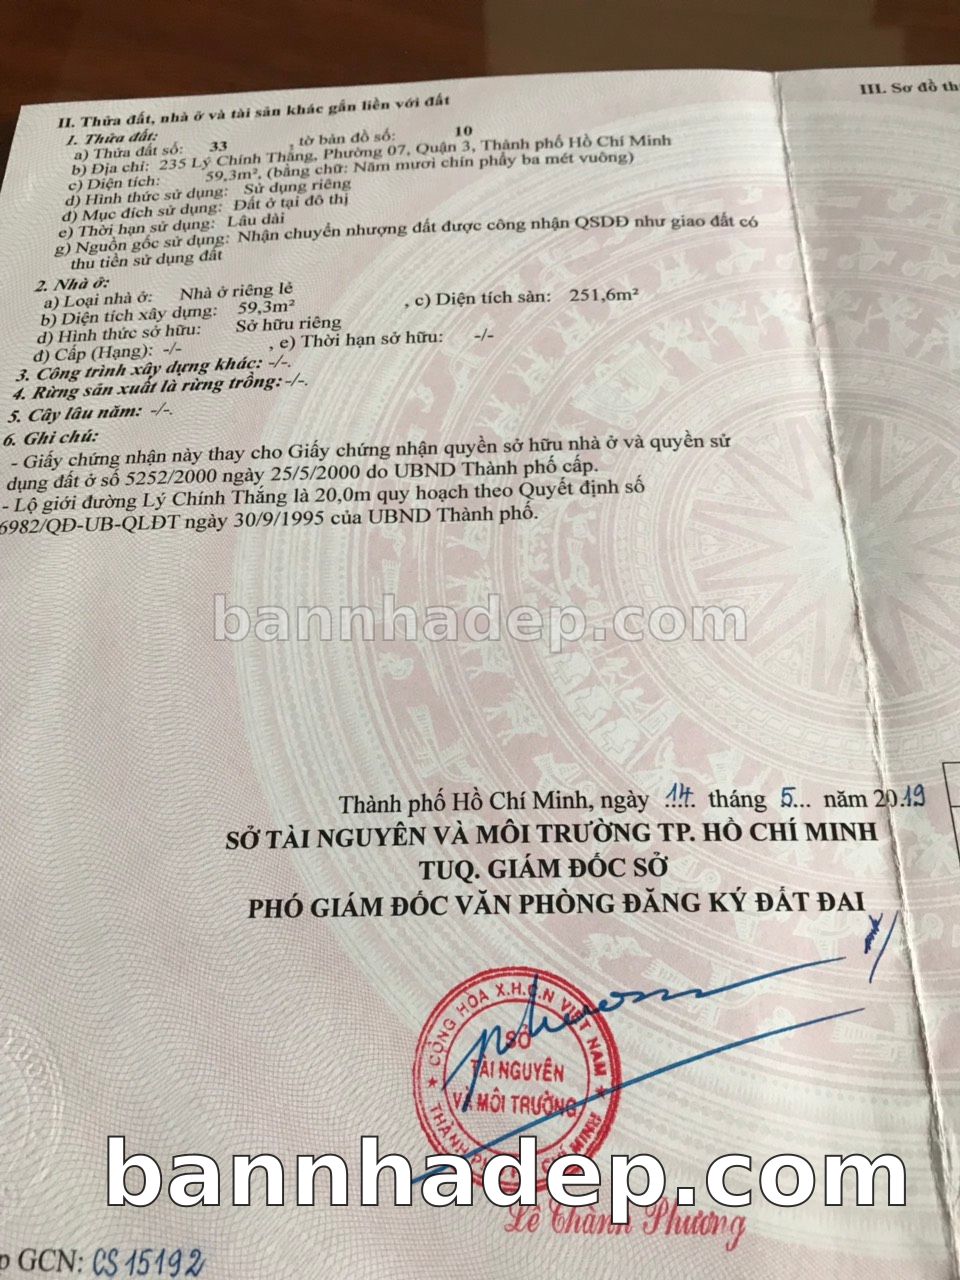 II. Thửa đất, nhà ở và tài sản khác gắn liền với đất
III. Sơ đồ th
1. Thửa đất:
a) Thửa đất số: 33 , tờ bản đồ số: 10
b) Địa chỉ: 235 Lý Chính Thắng, Phường 07, Quận 3, Thành phố Hồ Chí Minh
c) Diện tích: 59,3m², (bằng chữ: Năm mươi chín phẩy ba mét vuông)
d) Hình thức sử dụng: Sử dụng riêng
đ) Mục đích sử dụng: Đất ở tại đô thị
e) Thời hạn sử dụng: Lâu dài
g) Nguồn gốc sử dụng: Nhận chuyển nhượng đất được công nhận QSDĐ như giao đất có
thu tiền sử dụng đất
2. Nhà ở:
a) Loại nhà ở: Nhà ở riêng lẻ
b) Diện tích xây dựng: 59,3m² , c) Diện tích sàn: 251,6m²
d) Hình thức sở hữu: Sở hữu riêng
đ) Cấp (Hạng): -/- , e) Thời hạn sở hữu: -/-
3. Công trình xây dựng khác: -/-.
4. Rừng sản xuất là rừng trồng: -/-.
5. Cây lâu năm: -/-.
6. Ghi chú:
- Giấy chứng nhận này thay cho Giấy chứng nhận quyền sở hữu nhà ở và quyền sử
dụng đất ở số 5252/2000 ngày 25/5/2000 do UBND Thành phố cấp.
- Lộ giới đường Lý Chính Thắng là 20,0m quy hoạch theo Quyết định số
6982/QĐ-UB-QLĐT ngày 30/9/1995 của UBND Thành phố.
bannhadep.com
Thành phố Hồ Chí Minh, ngày 14 tháng 5... năm 2019
SỞ TÀI NGUYÊN VÀ MÔI TRƯỜNG TP. HỒ CHÍ MINH
TUQ. GIÁM ĐỐC SỞ
PHÓ GIÁM ĐỐC VĂN PHÒNG ĐĂNG KÝ ĐẤT ĐAI
CỘNG HÒA X.H.C.N VIỆT NAM
SỞ
TÀI NGUYÊN
VÀ MÔI TRƯỜNG
THÀNH PHỐ HỒ CHÍ MINH
bannhadep.com
Lê Thành Phương
GCN: CS 15192